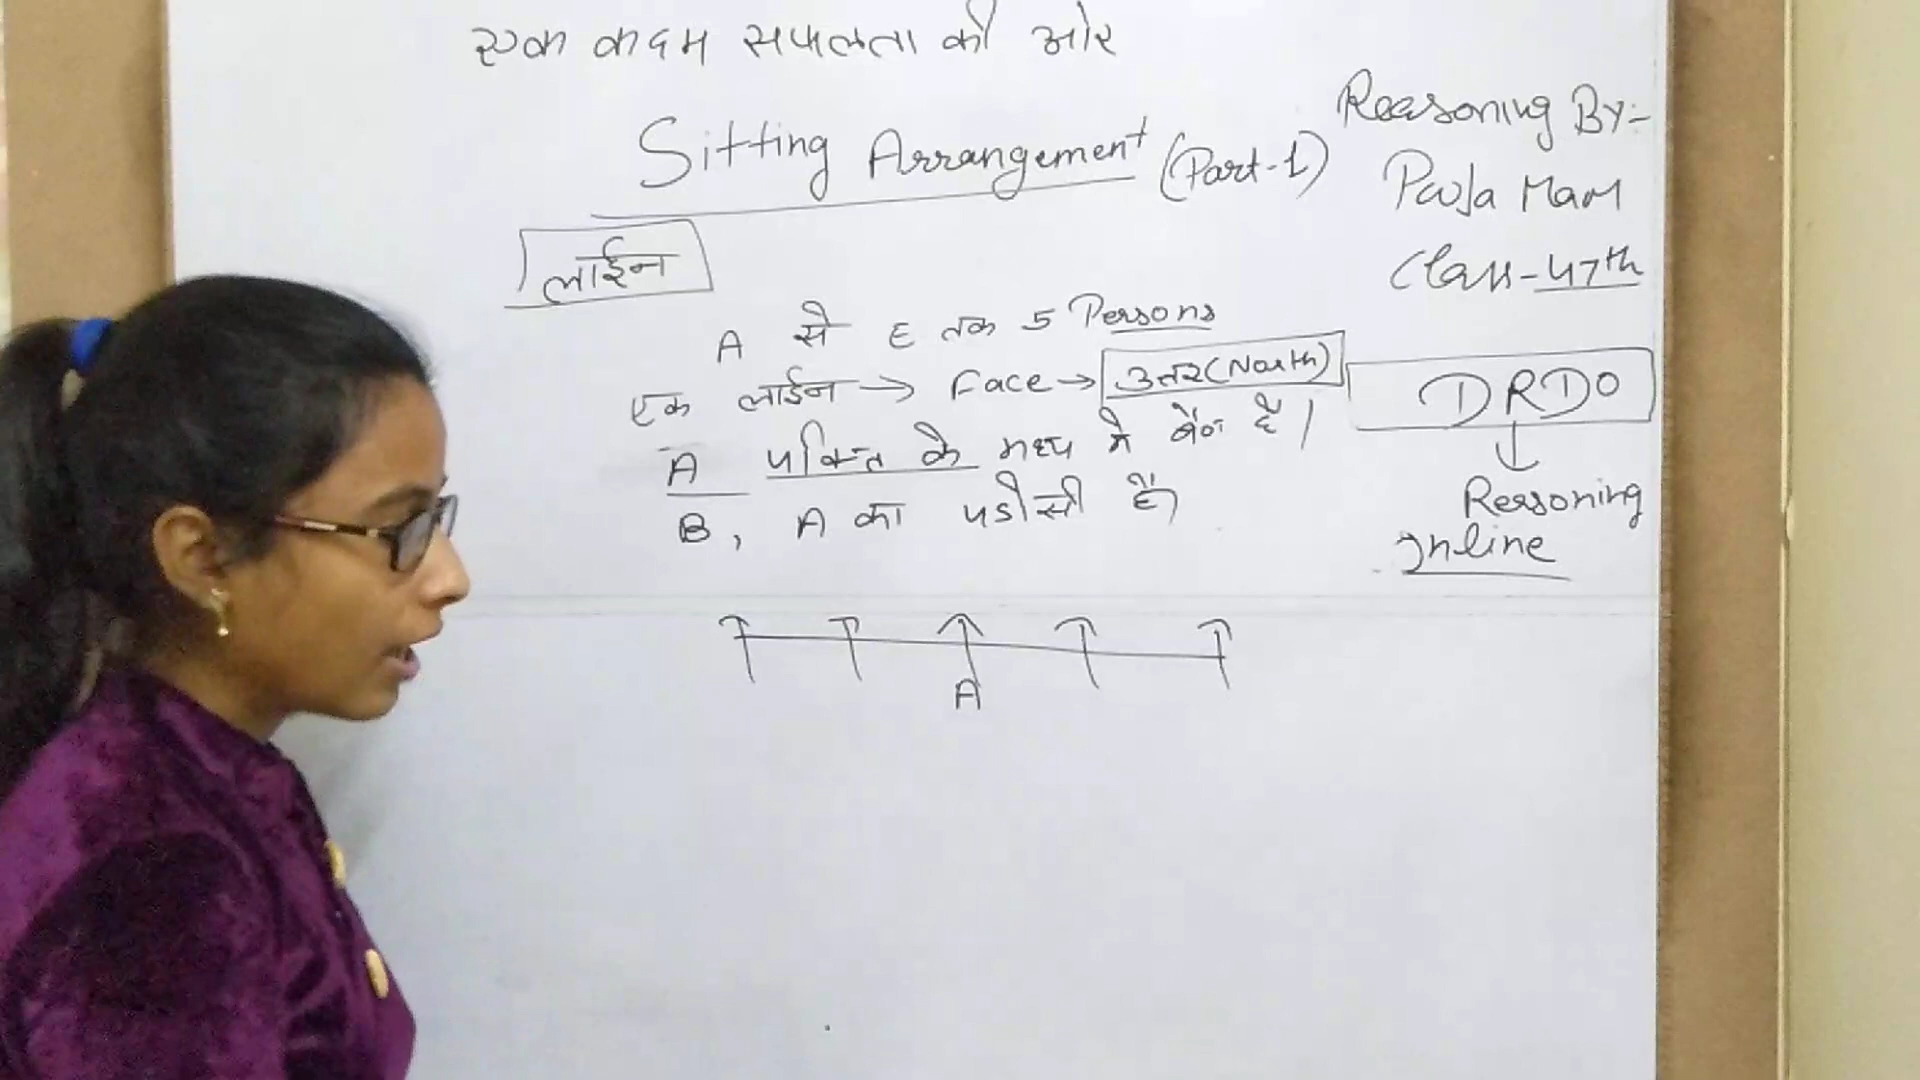 एक कदम सफलता की ओर
Sitting Arrangement (Part-1)
Reasoning By-
Pooja Mam
Class-47th
लाईन
A से E तक 5 Persons
एक लाईन → Face → उत्तर (North)
A पंक्ति के मध्य में बैठा है।
B, A का पडोसी है।
DRDO
Reasoning
Inline
A